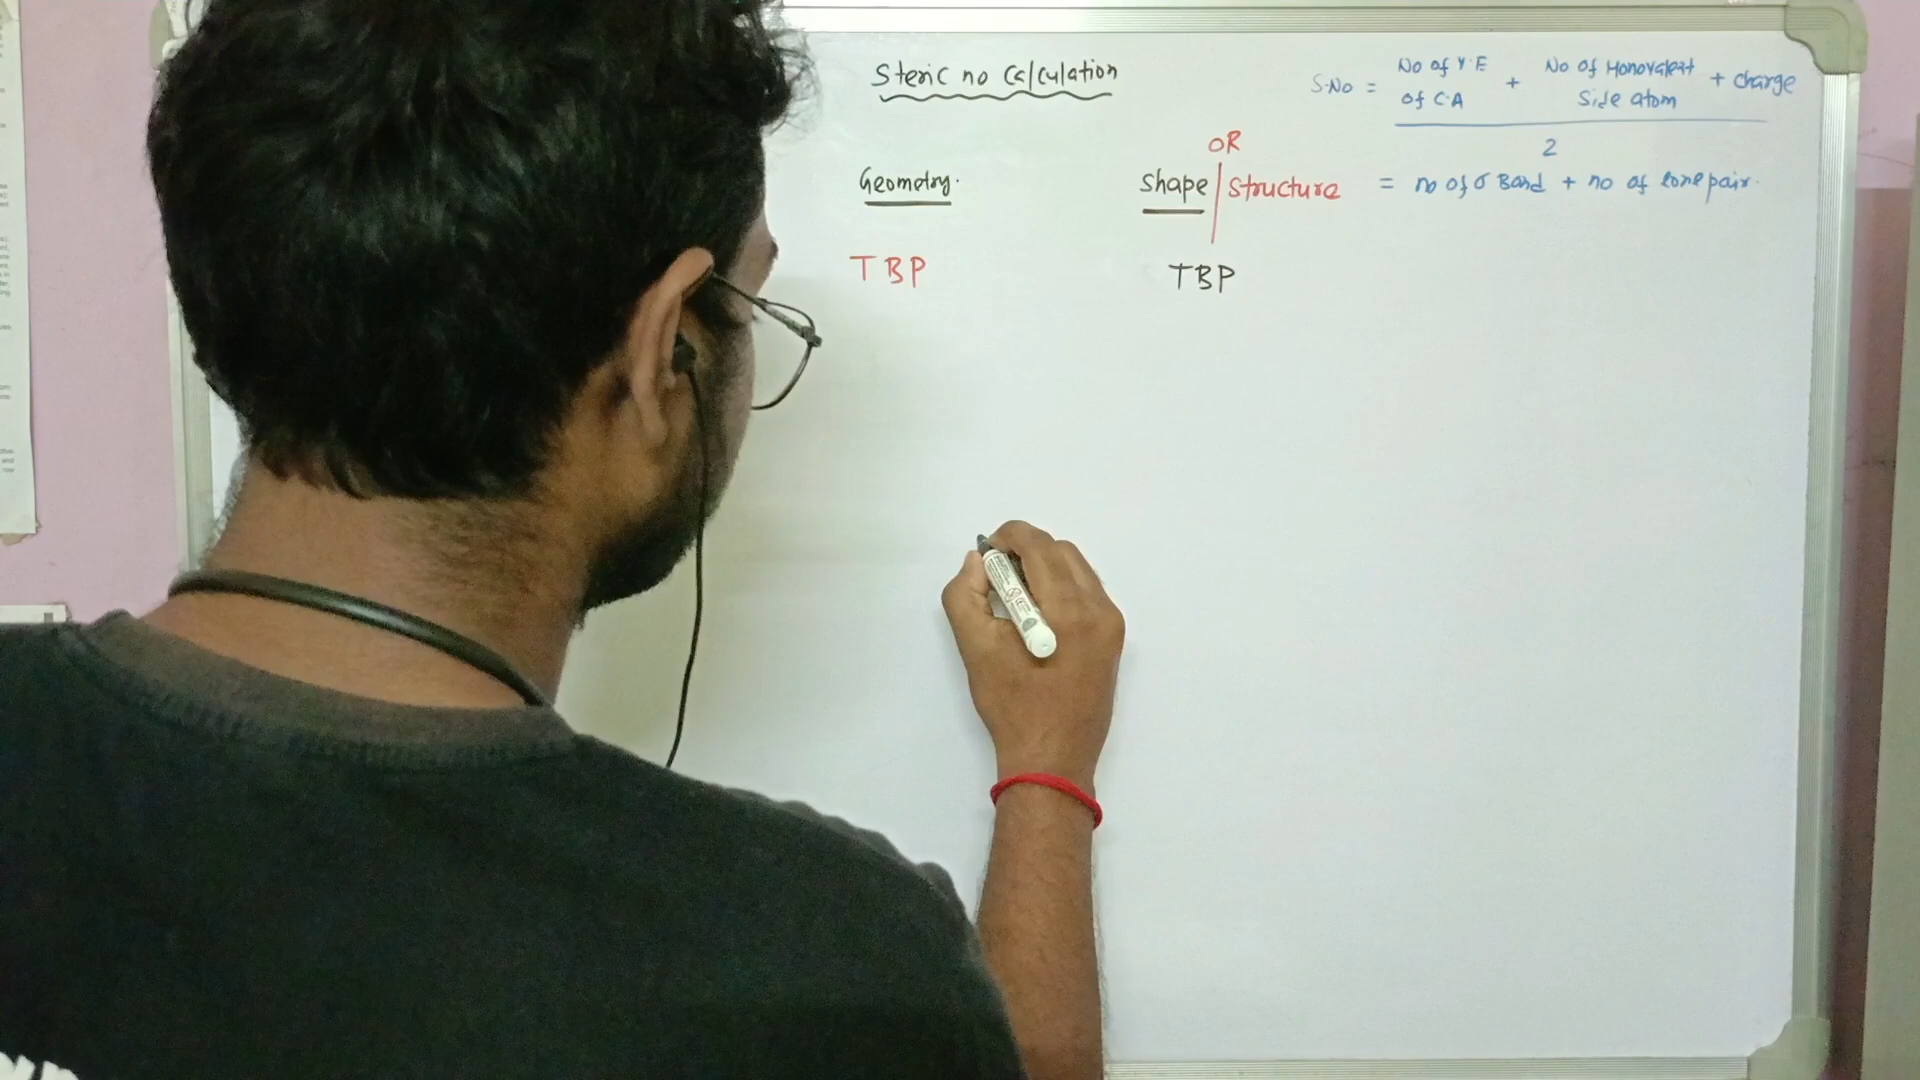 Steric no Calculation
S.No = No of V.E of C.A + No of Monovalent Side atom + charge
2
= no of σ Bond + no of lone pair.
OR
Geometry.
Shape | Structure
TBP
TBP